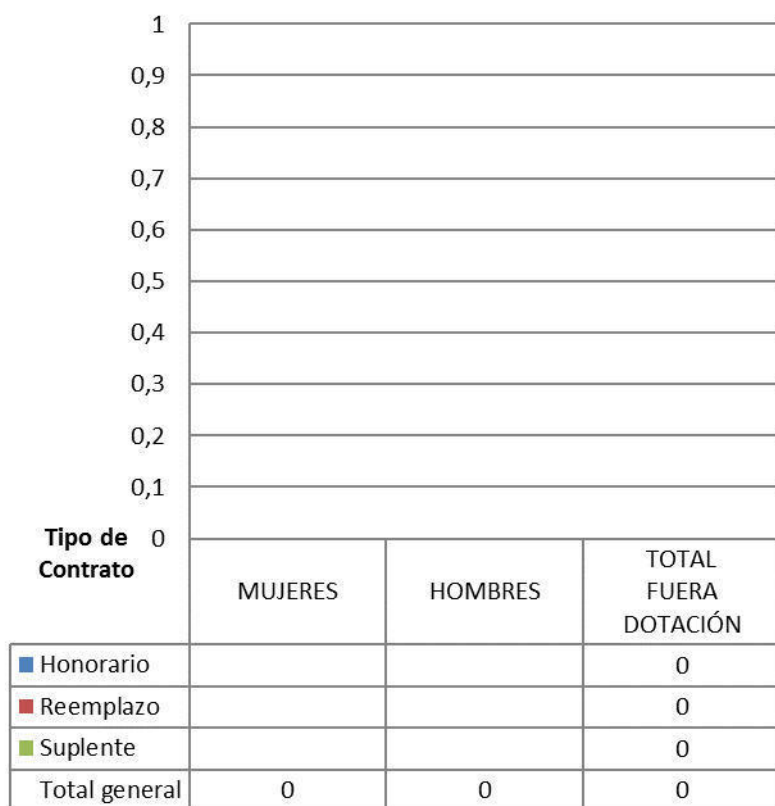 1
0,9
0,8
0,7
0,6
0,5
0,4
0,3
0,2
0,1
0
Tipo de
Contrato
MUJERES HOMBRES TOTAL
FUERA
DOTACIÓN
Honorario 0
Reemplazo 0
Suplente 0
Total general 0 0 0